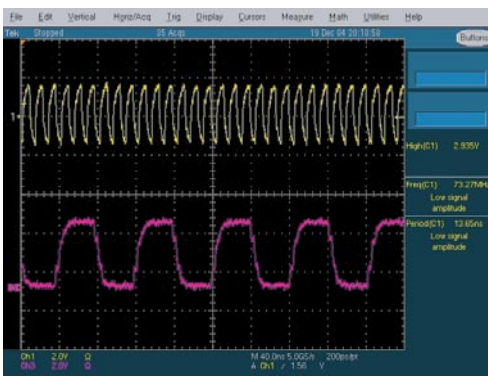 File Edit Vertical Horiz/Acq Trig Display Cursors Measure Math Utilities Help
Tek Stopped 35 Acqs 19 Dec 04 20:18:58
Buttons
1
High(C1) 2.935V
Freq(C1) 73.27MHz
Low signal
amplitude
Period(C1) 13.65ns
Low signal
amplitude
Ch1 2.0V Ω M 40.0ns 5.0GS/s 200ps/pt
Ch3 2.0V Ω A Ch1 / 1.56 V